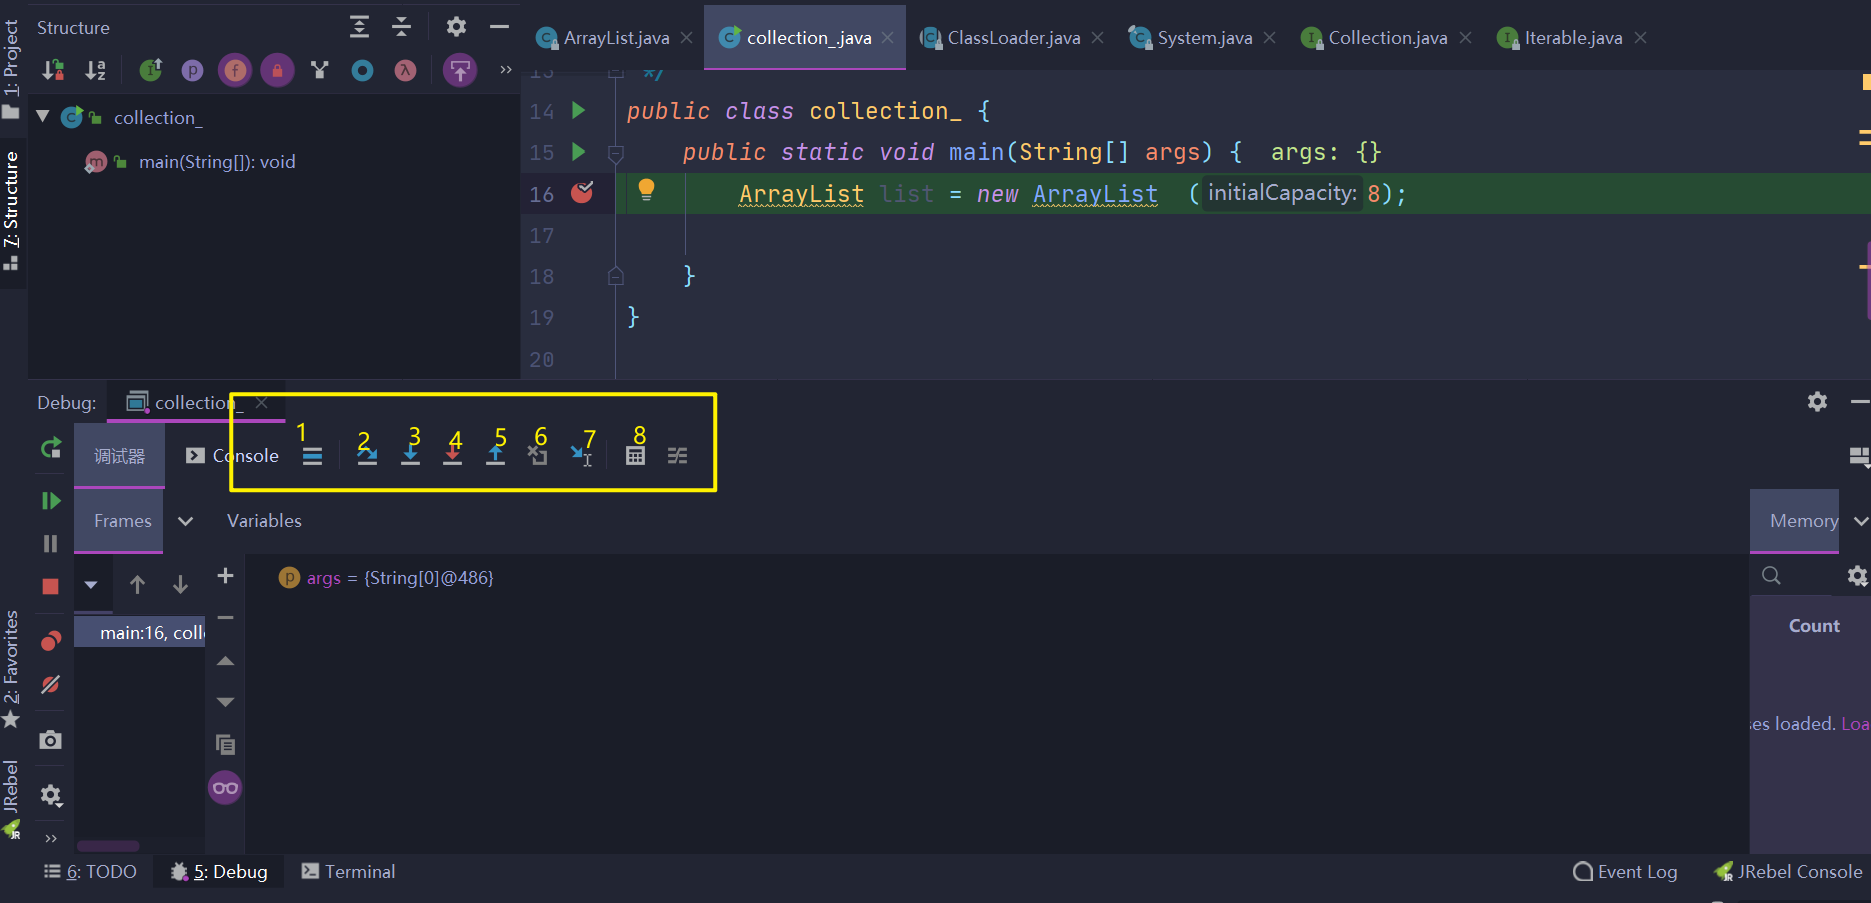 1: Project
7: Structure
2: Favorites
JRebel
Structure
collection_
main(String[]): void
ArrayList.java
collection_.java
ClassLoader.java
System.java
Collection.java
Iterable.java
13 */
14 public class collection_ {
15 public static void main(String[] args) { args: {}
16 ArrayList list = new ArrayList (initialCapacity: 8);
17
18 }
19 }
20
Debug: collection_
调试器 Console
1 2 3 4 5 6 7 8
Frames Variables Memory
args = {String[0]@486}
main:16, colle
Count
es loaded. Loa
6: TODO 5: Debug Terminal Event Log JRebel Console